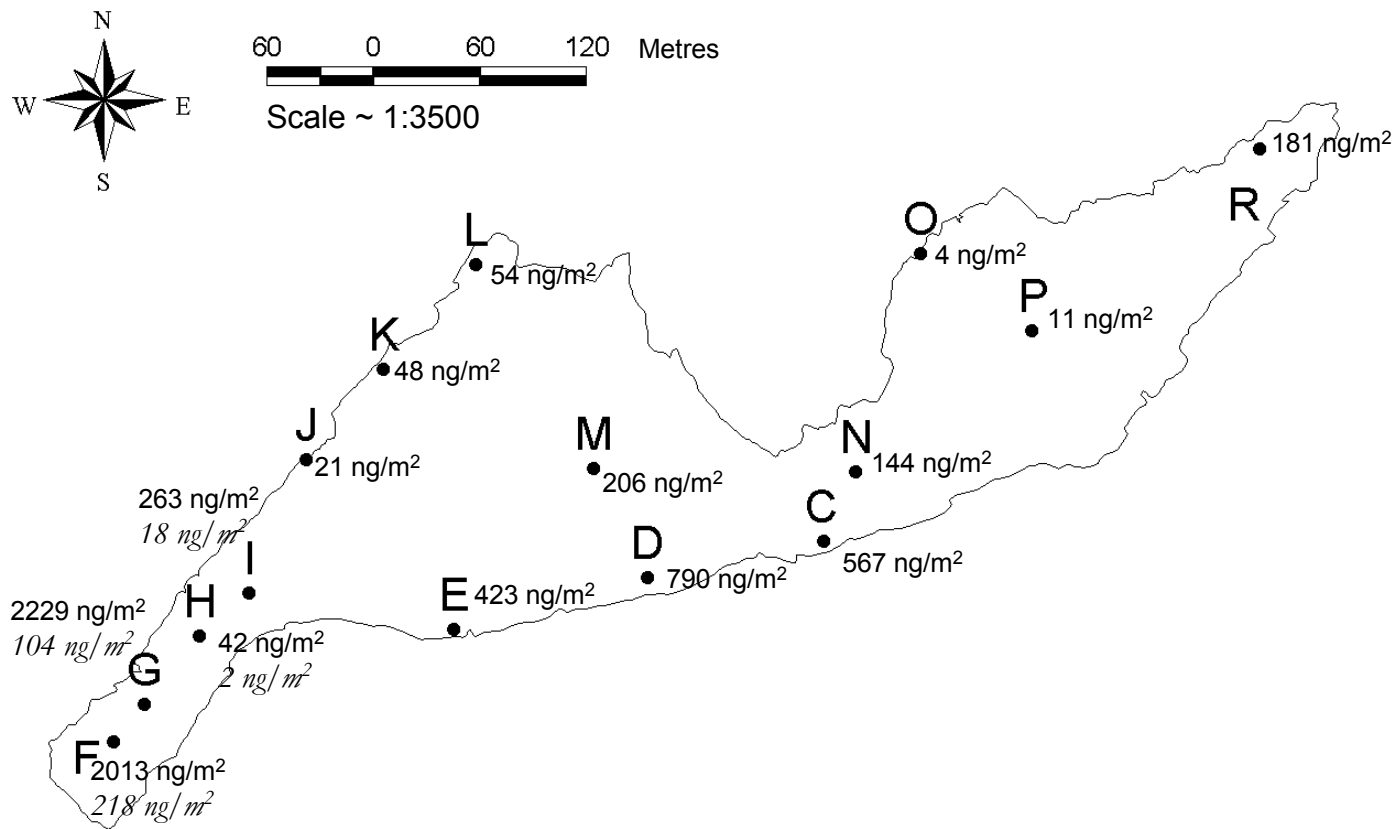 N
W E
S
60 0 60 120 Metres
Scale ~ 1:3500
181 ng/m²
R
O
4 ng/m²
L
54 ng/m²
P
11 ng/m²
K
48 ng/m²
J
21 ng/m²
M
206 ng/m²
N
144 ng/m²
263 ng/m²
18 ng/m²
I
C
567 ng/m²
D
790 ng/m²
E 423 ng/m²
2229 ng/m²
104 ng/m²
H
42 ng/m²
2 ng/m²
G
F
2013 ng/m²
218 ng/m²